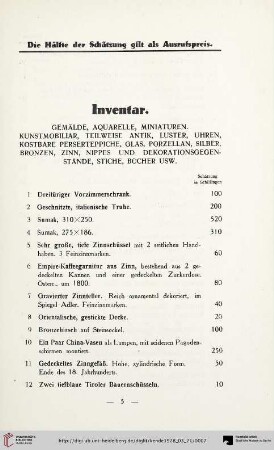 Die Hälfte der Schätzung gilt als Ausrufspreis.
Inventar.
GEMÄLDE, AQUARELLE, MINIATUREN.
KUNSTMOBILIAR, TEILWEISE ANTIK, LUSTER, UHREN,
KOSTBARE PERSERTEPPICHE, GLAS, PORZELLAN, SILBER,
BRONZEN, ZINN, NIPPES UND DEKORATIONSGEGEN-
STÄNDE, STICHE, BÜCHER USW.
Schätzung
in Schillingen
1 Dreitüriger Vorzimmerschrank. 100
2 Geschnitzte, italienische Truhe. 200
3 Sumak, 310×250. 520
4 Sumak, 275×186. 310
5 Sehr große, tiefe Zinnschüssel mit 2 seitlichen Hand-
haben. 3 Feinzinnmarken. 60
6 Empire-Kaffeegarnitur aus Zinn, bestehend aus 2 ge-
deckelten Kannen und einer gedeckelten Zuckerdose.
Österr., um 1800. 80
7 Gravierter Zinnteller. Reich ornamental dekoriert, im
Spiegel Adler. Feinzinnmarken. 40
8 Orientalische, gestickte Decke. 20
9 Bronzehirsch auf Steinsockel. 100
10 Ein Paar China-Vasen als Lampen, mit seidenen Pagoden-
schirmen montiert. 250
11 Gedeckeltes Zinngefäß. Hohe, zylindrische Form.
Ende des 18. Jahrhunderts. 30
12 Zwei tiefblaue Tiroler Bauernschüsseln. 10
— 5 —